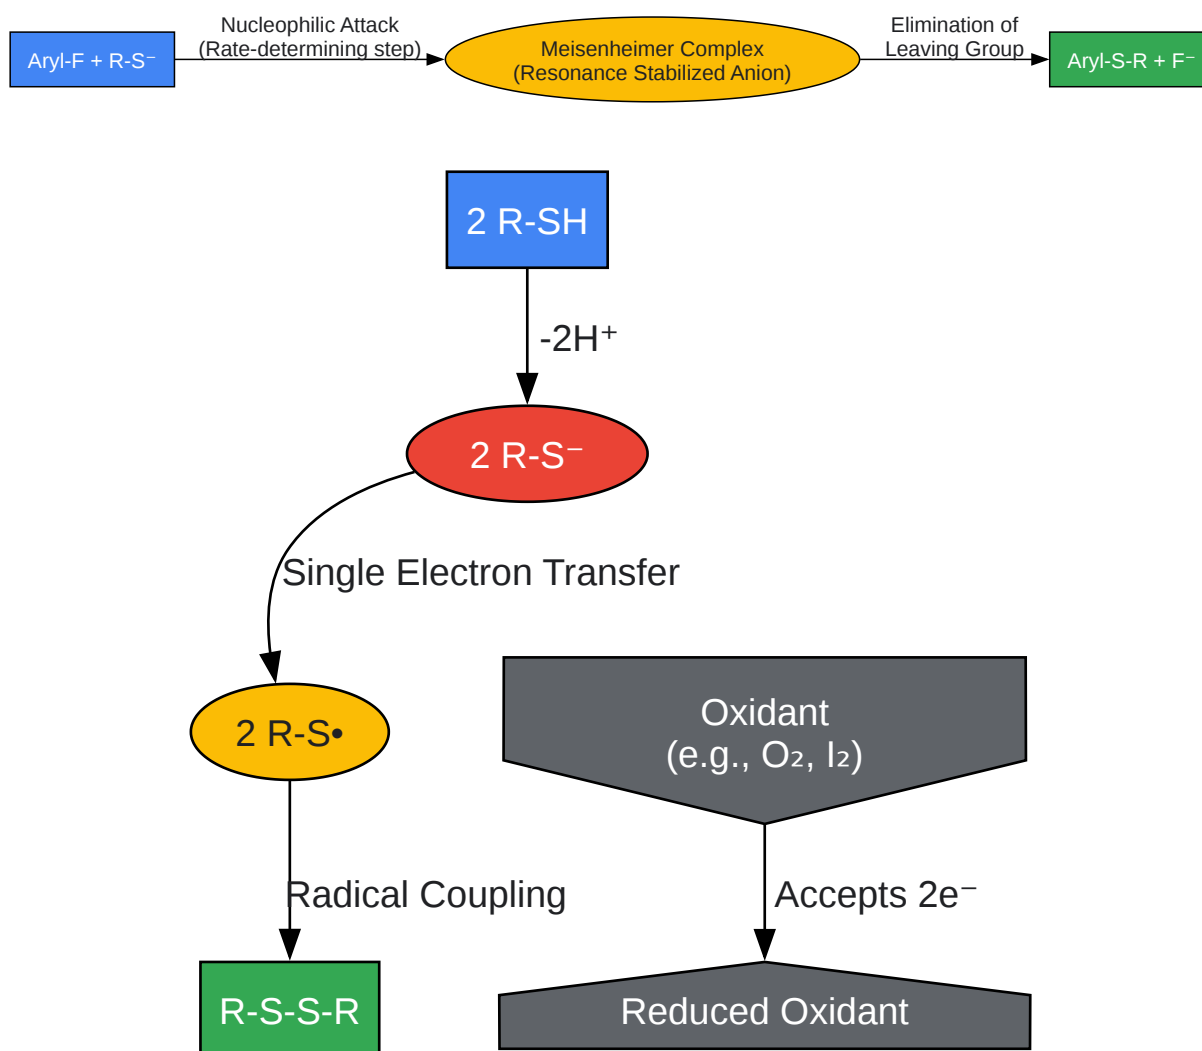 Nucleophilic Attack
(Rate-determining step)
Elimination of
Leaving Group
Aryl-F + R-S⁻
Meisenheimer Complex
(Resonance Stabilized Anion)
Aryl-S-R + F⁻
2 R-SH
-2H⁺
2 R-S⁻
Single Electron Transfer
2 R-S•
Oxidant
(e.g., O₂, I₂)
Radical Coupling
Accepts 2e⁻
R-S-S-R
Reduced Oxidant